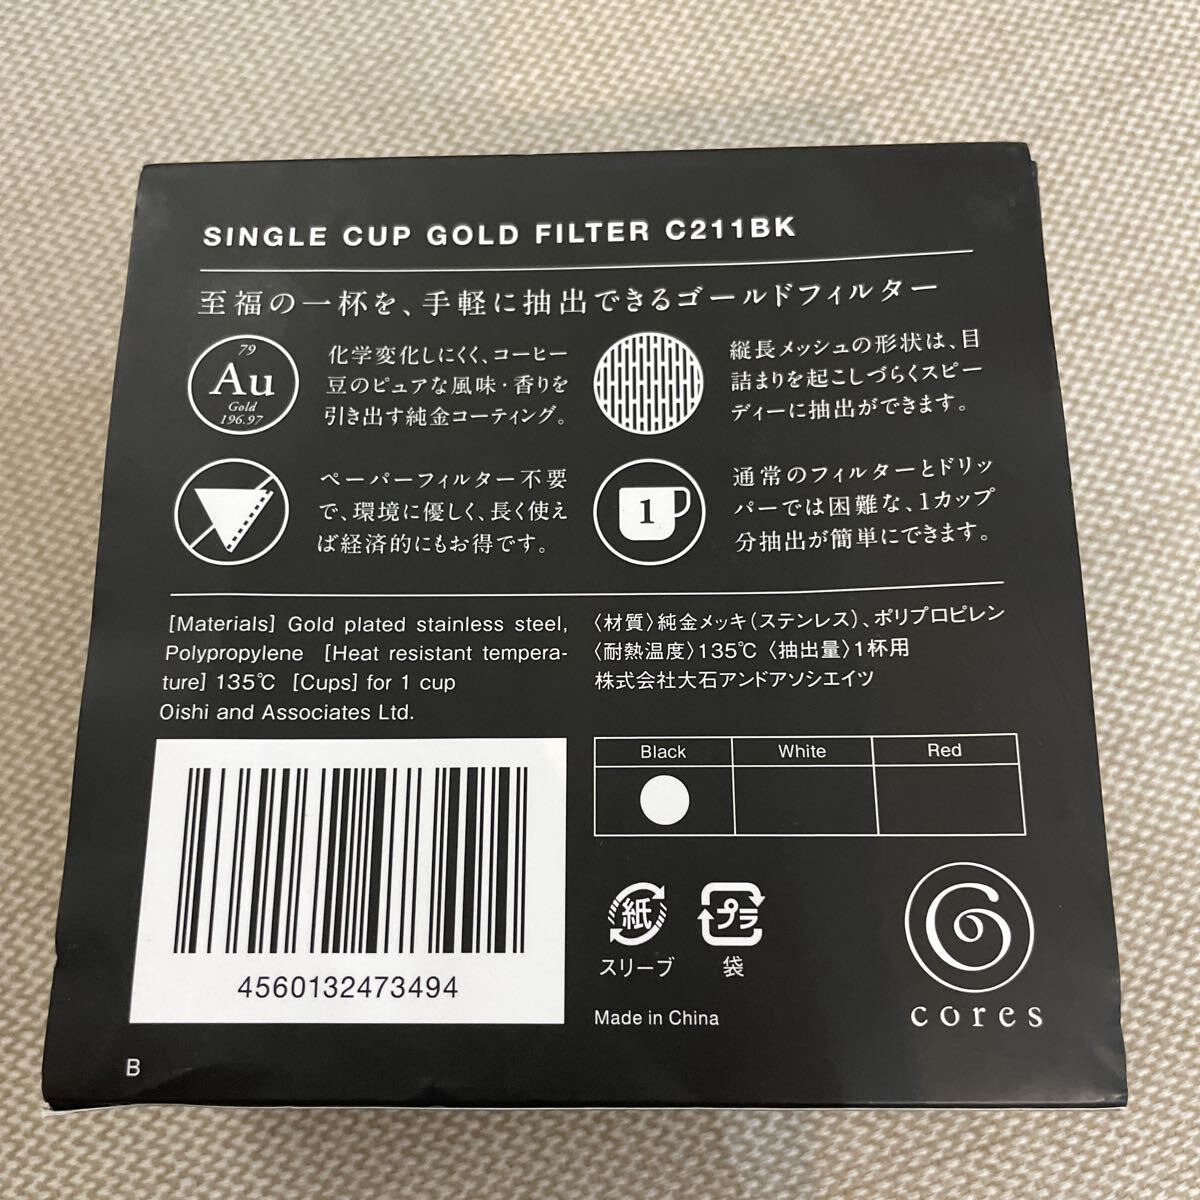 SINGLE CUP GOLD FILTER C211BK
至福の一杯を、手軽に抽出できるゴールドフィルター
79
Au
Gold
196.97
化学変化しにくく、コーヒー
豆のピュアな風味・香りを
引き出す純金コーティング。
縦長メッシュの形状は、目
詰まりを起こしづらくスピー
ディーに抽出ができます。
ペーパーフィルター不要
で、環境に優しく、長く使え
ば経済的にもお得です。
1
通常のフィルターとドリッ
パーでは困難な、1カップ
分抽出が簡単にできます。
[Materials] Gold plated stainless steel,
Polypropylene [Heat resistant tempera-
ture] 135℃ [Cups] for 1 cup
Oishi and Associates Ltd.
〈材質〉純金メッキ(ステンレス)、ポリプロピレン
〈耐熱温度〉135℃ 〈抽出量〉1杯用
株式会社大石アンドアソシエイツ
Black White Red
4560132473494
紙
スリーブ
プラ
袋
Made in China
cores
B